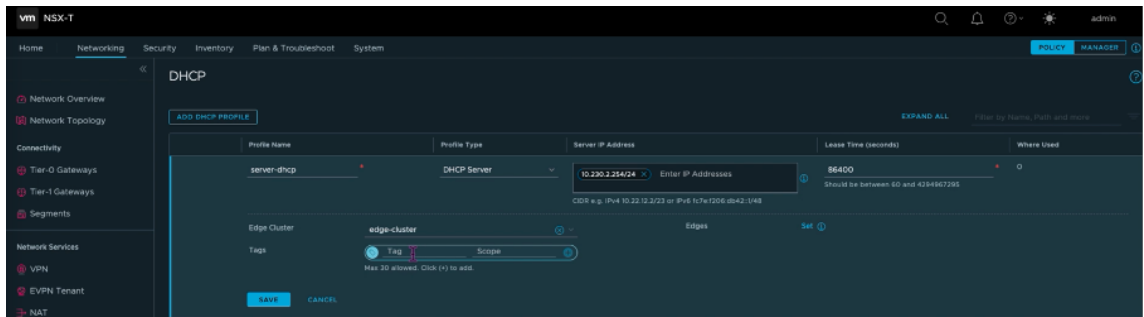 vm NSX-T
admin
Home Networking Security Inventory Plan & Troubleshoot System POLICY MANAGER
DHCP
Network Overview
Network Topology
ADD DHCP PROFILE EXPAND ALL Filter by Name, Path and more
Connectivity
Profile Name Profile Type Server IP Address Lease Time (seconds) Where Used
Tier-0 Gateways
server-dhcp * DHCP Server 10.230.2.254/24 Enter IP Addresses 86400 * 0
Tier-1 Gateways
Should be between 60 and 4294967295
CIDR e.g. IPv4 10.22.12.2/23 or IPv6 fc7e:f206:db42::1/48
Segments
Edge Cluster edge-cluster Edges Set
Network Services
Tags Tag Scope
Max 30 allowed. Click (+) to add.
VPN
EVPN Tenant
SAVE CANCEL
NAT